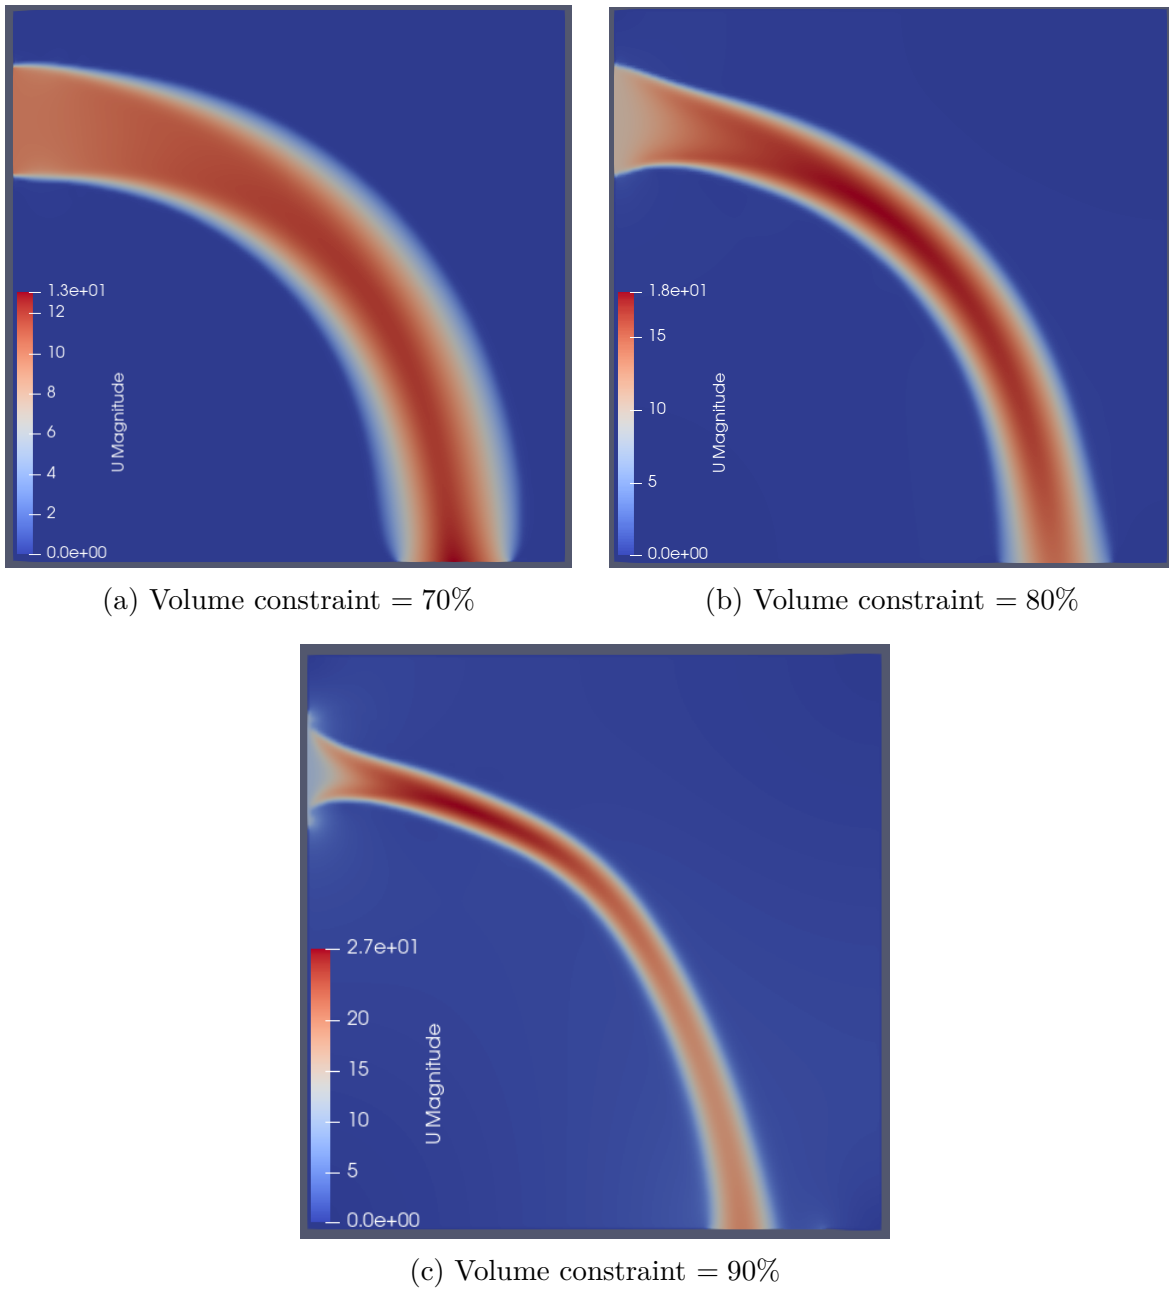 1.3e+01
12
10
8
6
4
2
0.0e+00
U Magnitude
1.8e+01
15
10
5
0.0e+00
U Magnitude
(a) Volume constraint = 70%
(b) Volume constraint = 80%
2.7e+01
20
15
10
5
0.0e+00
U Magnitude
(c) Volume constraint = 90%